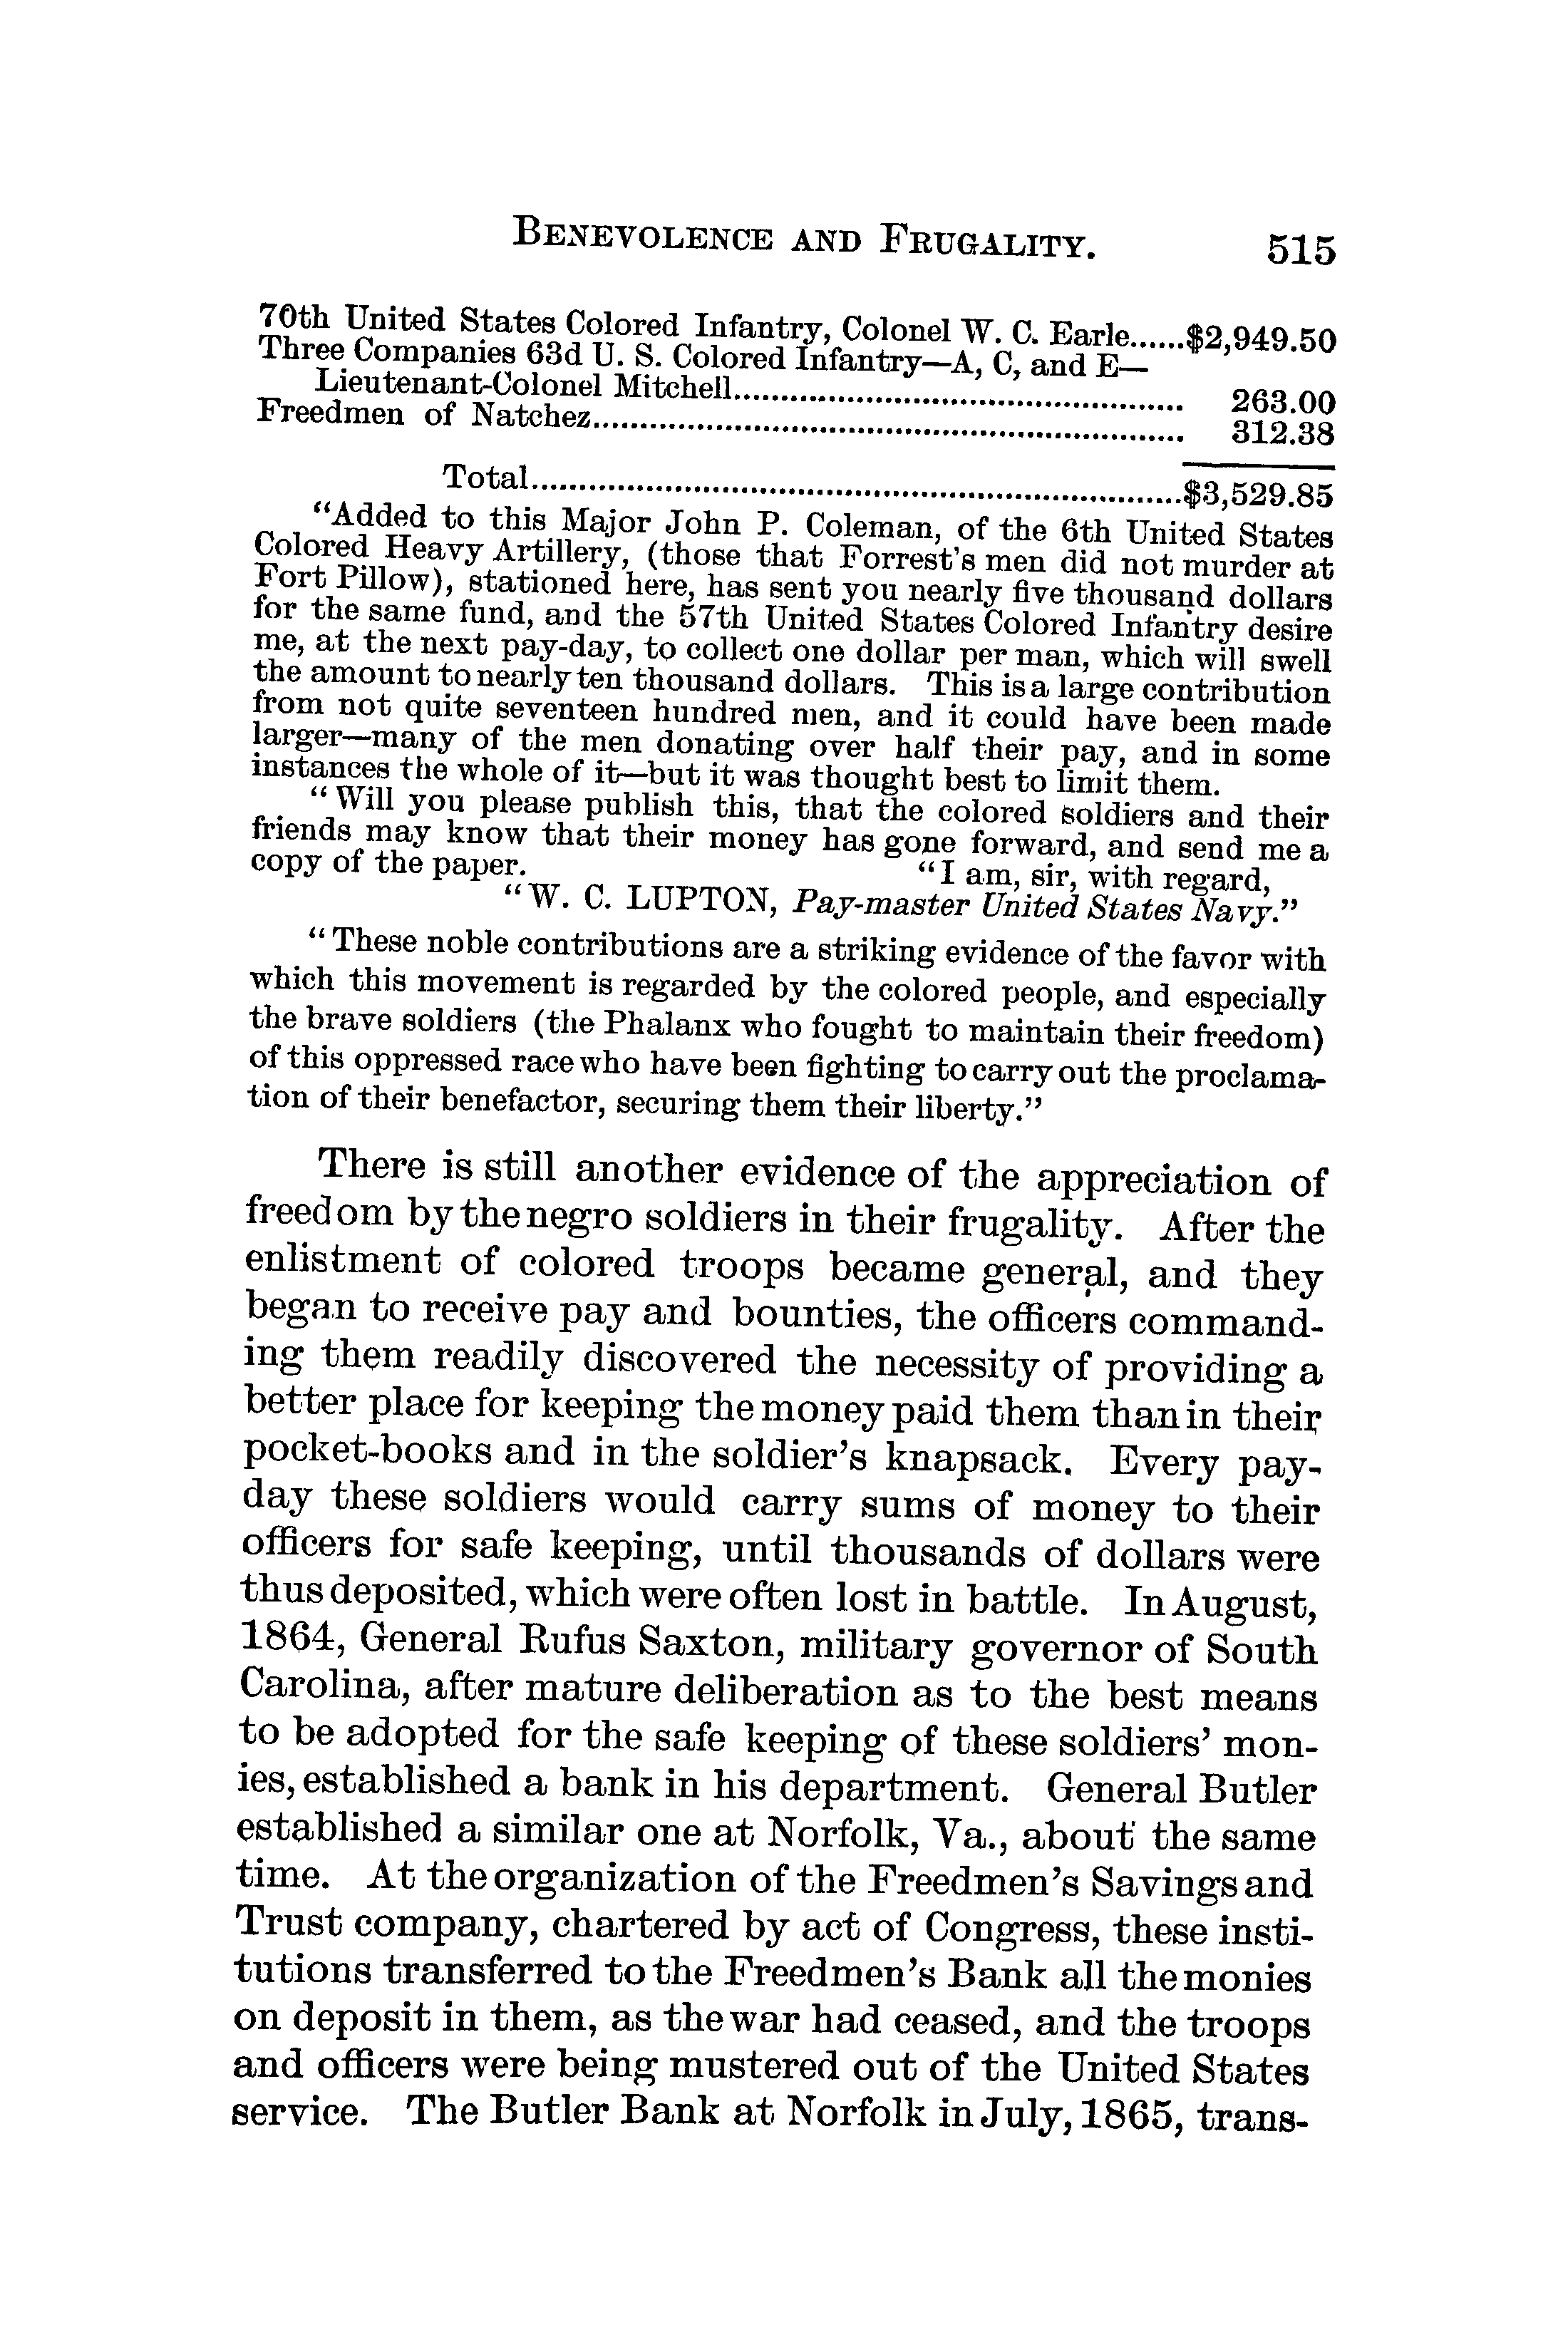 BENEVOLENCE AND FRUGALITY. 515
70th United States Colored Infantry, Colonel W. C. Earle......$2,949.50
Three Companies 63d U. S. Colored Infantry—A, C, and E—
Lieutenant-Colonel Mitchell............................................... 263.00
Freedmen of Natchez.............................................................. 312.38
Total.....................................................................$3,529.85
"Added to this Major John P. Coleman, of the 6th United States
Colored Heavy Artillery, (those that Forrest's men did not murder at
Fort Pillow), stationed here, has sent you nearly five thousand dollars
for the same fund, and the 57th United States Colored Infantry desire
me, at the next pay-day, to collect one dollar per man, which will swell
the amount to nearly ten thousand dollars. This is a large contribution
from not quite seventeen hundred men, and it could have been made
larger—many of the men donating over half their pay, and in some
instances the whole of it—but it was thought best to limit them.
"Will you please publish this, that the colored soldiers and their
friends may know that their money has gone forward, and send me a
copy of the paper. "I am, sir, with regard,
"W. C. LUPTON, Pay-master United States Navy."
"These noble contributions are a striking evidence of the favor with
which this movement is regarded by the colored people, and especially
the brave soldiers (the Phalanx who fought to maintain their freedom)
of this oppressed race who have been fighting to carry out the proclama-
tion of their benefactor, securing them their liberty."
There is still another evidence of the appreciation of
freedom by the negro soldiers in their frugality. After the
enlistment of colored troops became general, and they
began to receive pay and bounties, the officers command-
ing them readily discovered the necessity of providing a
better place for keeping the money paid them than in their
pocket-books and in the soldier's knapsack. Every pay-
day these soldiers would carry sums of money to their
officers for safe keeping, until thousands of dollars were
thus deposited, which were often lost in battle. In August,
1864, General Rufus Saxton, military governor of South
Carolina, after mature deliberation as to the best means
to be adopted for the safe keeping of these soldiers' mon-
ies, established a bank in his department. General Butler
established a similar one at Norfolk, Va., about the same
time. At the organization of the Freedmen's Savings and
Trust company, chartered by act of Congress, these insti-
tutions transferred to the Freedmen's Bank all the monies
on deposit in them, as the war had ceased, and the troops
and officers were being mustered out of the United States
service. The Butler Bank at Norfolk in July, 1865, trans-